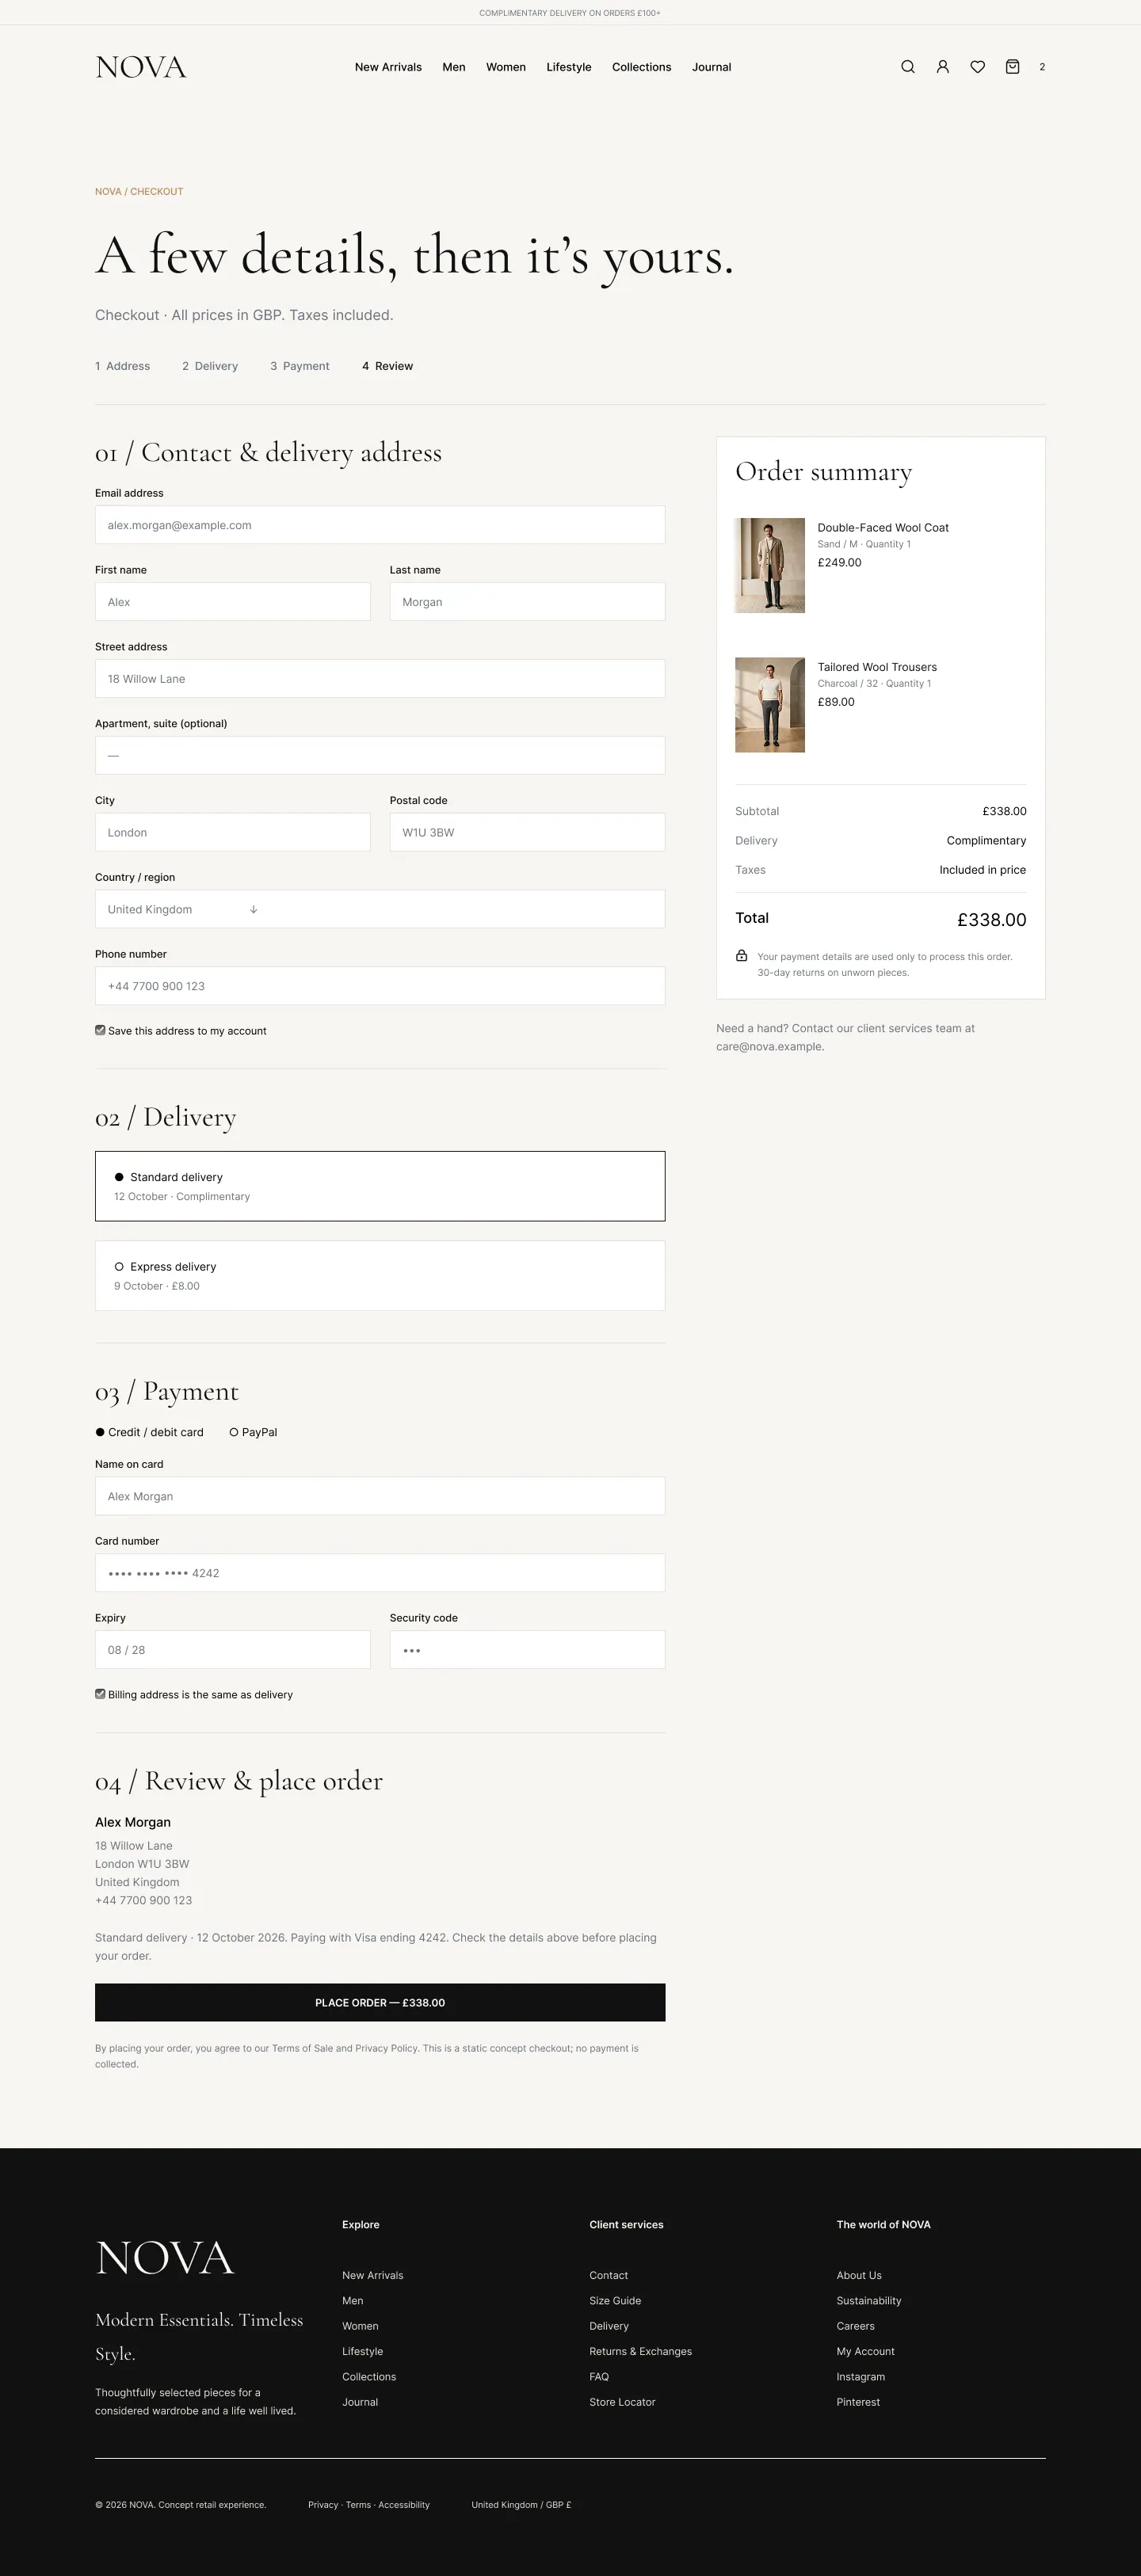 COMPLIMENTARY DELIVERY ON ORDERS £100+
NOVA
New Arrivals Men Women Lifestyle Collections Journal
2
NOVA / CHECKOUT
A few details, then it’s yours.
Checkout · All prices in GBP. Taxes included.
1 Address 2 Delivery 3 Payment 4 Review
01 / Contact & delivery address
Email address
alex.morgan@example.com
First name Last name
Alex Morgan
Street address
18 Willow Lane
Apartment, suite (optional)
—
City Postal code
London W1U 3BW
Country / region
United Kingdom ↓
Phone number
+44 7700 900 123
Save this address to my account
02 / Delivery
● Standard delivery
12 October · Complimentary
○ Express delivery
9 October · £8.00
03 / Payment
● Credit / debit card ○ PayPal
Name on card
Alex Morgan
Card number
•••• •••• •••• 4242
Expiry Security code
08 / 28 •••
Billing address is the same as delivery
04 / Review & place order
Alex Morgan
18 Willow Lane
London W1U 3BW
United Kingdom
+44 7700 900 123
Standard delivery · 12 October 2026. Paying with Visa ending 4242. Check the details above before placing
your order.
PLACE ORDER — £338.00
By placing your order, you agree to our Terms of Sale and Privacy Policy. This is a static concept checkout; no payment is
collected.
Order summary
Double-Faced Wool Coat
Sand / M · Quantity 1
£249.00
Tailored Wool Trousers
Charcoal / 32 · Quantity 1
£89.00
Subtotal £338.00
Delivery Complimentary
Taxes Included in price
Total £338.00
Your payment details are used only to process this order.
30-day returns on unworn pieces.
Need a hand? Contact our client services team at
care@nova.example.
NOVA
Modern Essentials. Timeless
Style.
Thoughtfully selected pieces for a
considered wardrobe and a life well lived.
Explore
New Arrivals
Men
Women
Lifestyle
Collections
Journal
Client services
Contact
Size Guide
Delivery
Returns & Exchanges
FAQ
Store Locator
The world of NOVA
About Us
Sustainability
Careers
My Account
Instagram
Pinterest
© 2026 NOVA. Concept retail experience. Privacy · Terms · Accessibility United Kingdom / GBP £